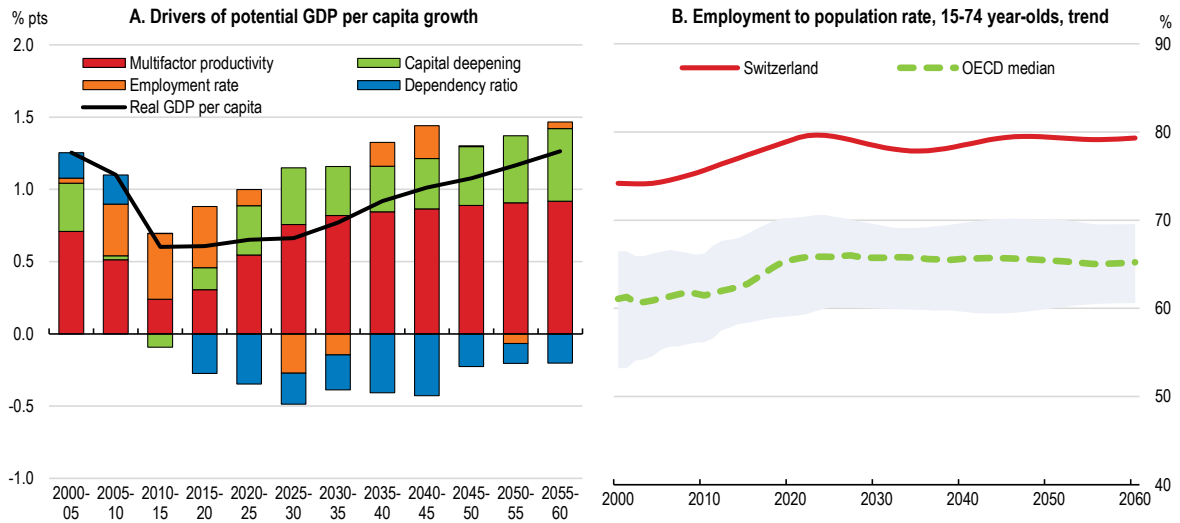 A. Drivers of potential GDP per capita growth
% pts
2.0
1.5
1.0
0.5
0.0
-0.5
-1.0
Multifactor productivity
Capital deepening
Employment rate
Dependency ratio
Real GDP per capita
2000- 2005- 2010- 2015- 2020- 2025- 2030- 2035- 2040- 2045- 2050- 2055-
05 10 15 20 25 30 35 40 45 50 55 60
B. Employment to population rate, 15-74 year-olds, trend
%
90
80
70
60
50
40
Switzerland
OECD median
2000 2010 2020 2030 2040 2050 2060